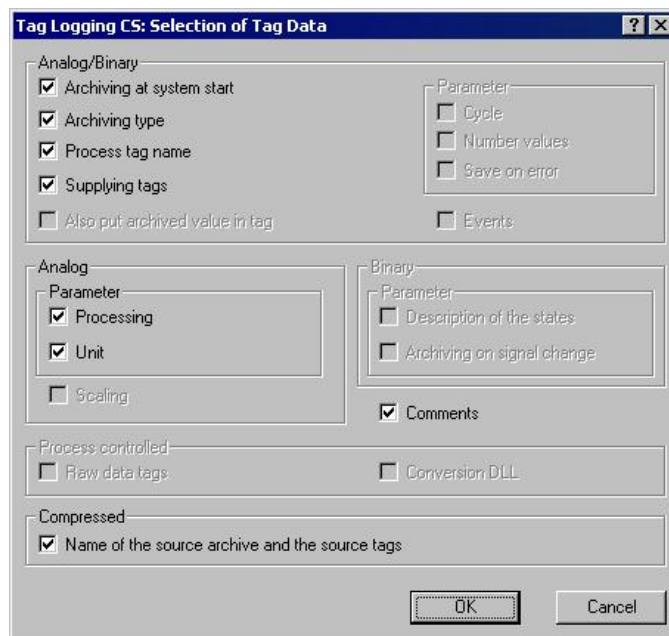 Tag Logging CS: Selection of Tag Data
Analog/Binary
Archiving at system start
Archiving type
Process tag name
Supplying tags
Also put archived value in tag
Parameter
Cycle
Number values
Save on error
Events
Analog
Parameter
Processing
Unit
Scaling
Binary
Parameter
Description of the states
Archiving on signal change
Comments
Process controlled
Raw data tags
Conversion DLL
Compressed
Name of the source archive and the source tags
OK
Cancel